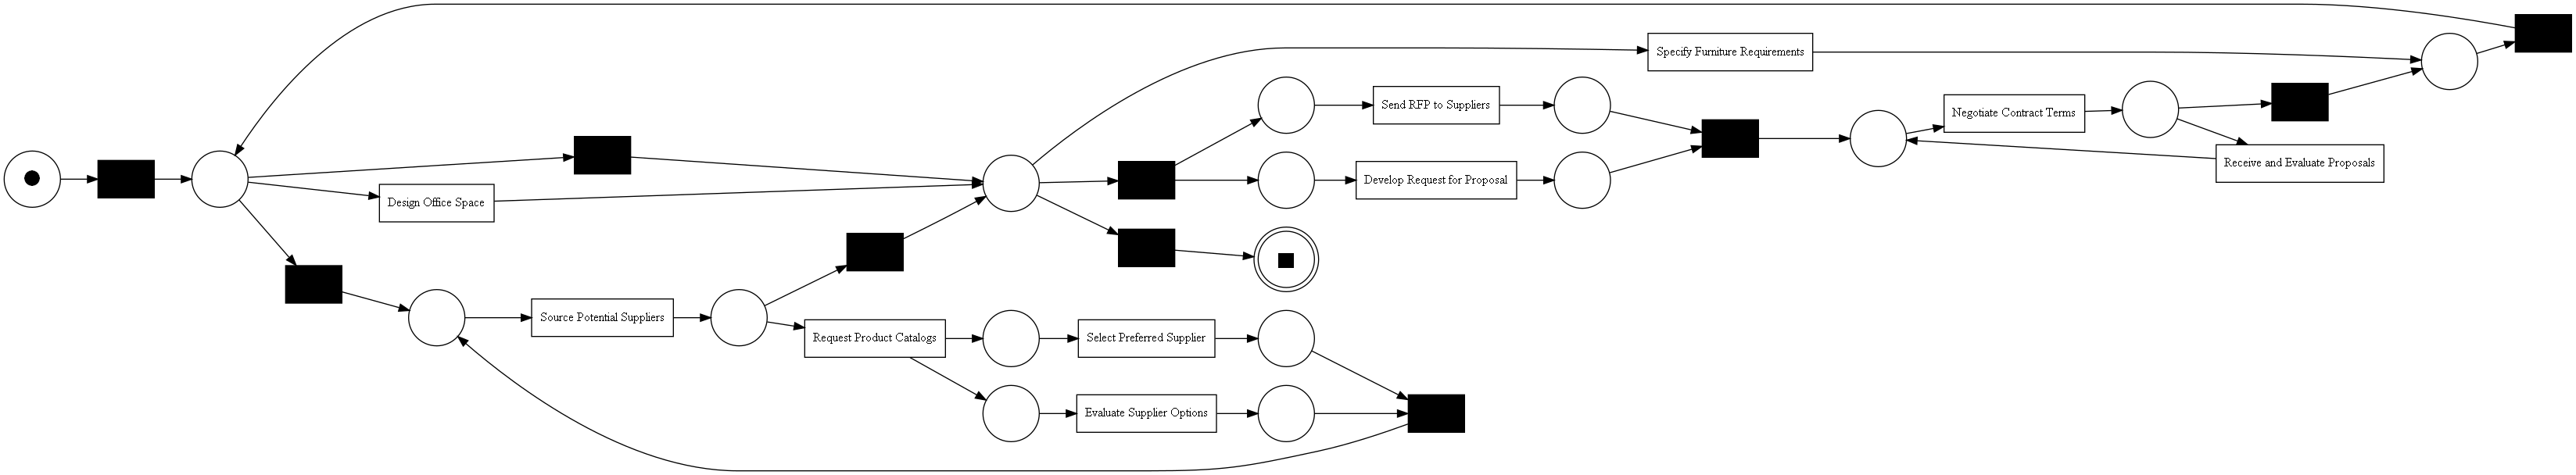 Specify Furniture Requirements
Send RFP to Suppliers
Negotiate Contract Terms
Receive and Evaluate Proposals
Develop Request for Proposal
Design Office Space
Source Potential Suppliers
Request Product Catalogs
Select Preferred Supplier
Evaluate Supplier Options